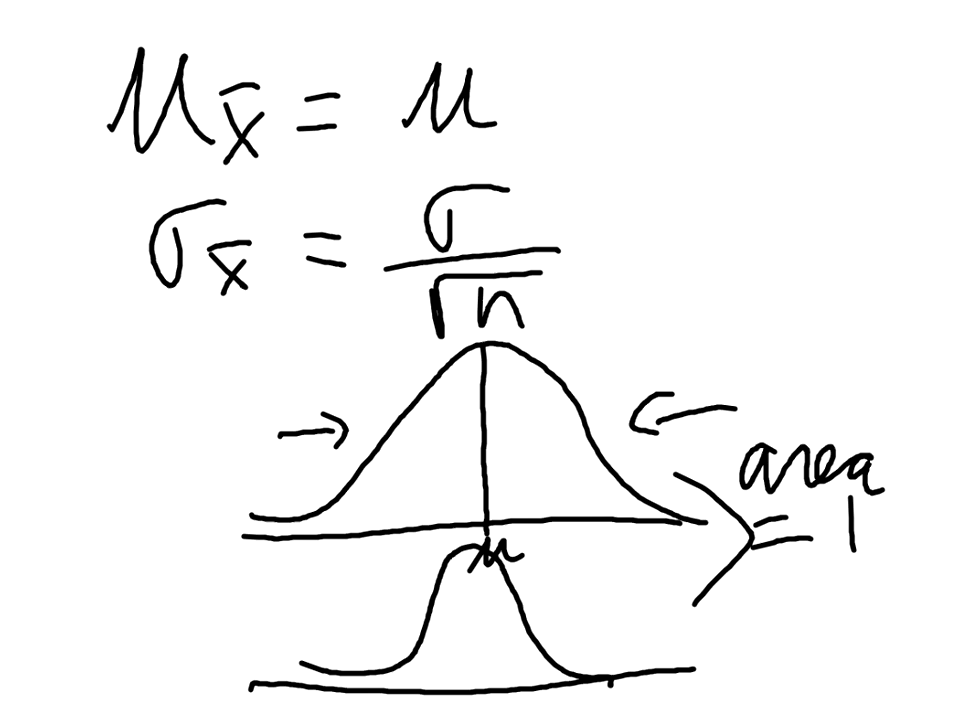 μx̄ = μ
σx̄ = σ/√n
→ ←
area
= 1
μ